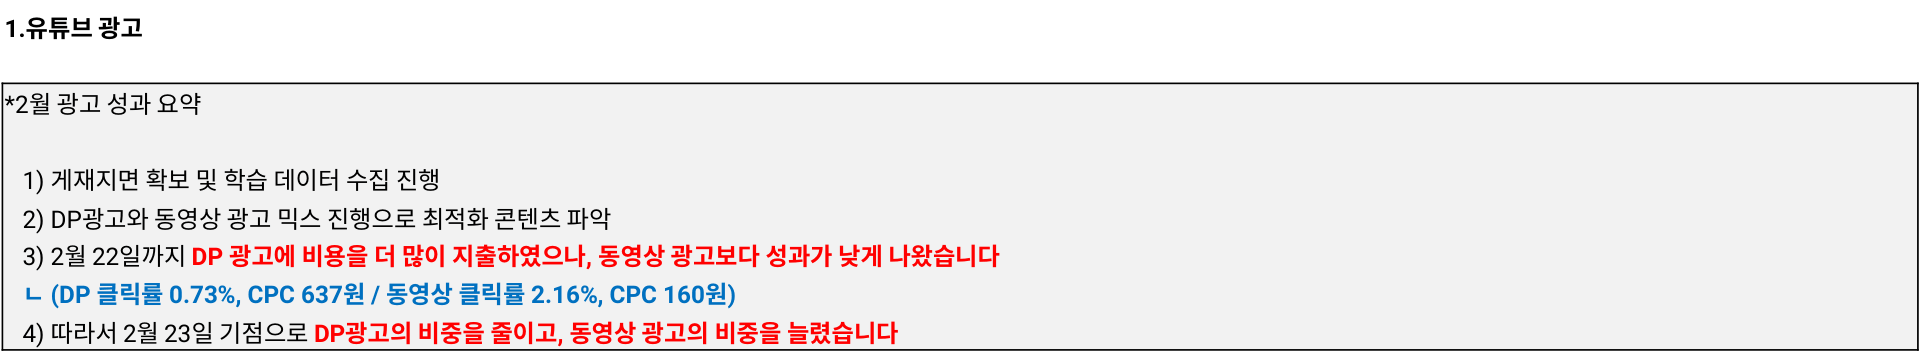 1.유튜브 광고
*2월 광고 성과 요약
1) 게재지면 확보 및 학습 데이터 수집 진행
2) DP광고와 동영상 광고 믹스 진행으로 최적화 콘텐츠 파악
3) 2월 22일까지 DP 광고에 비용을 더 많이 지출하였으나, 동영상 광고보다 성과가 낮게 나왔습니다
ㄴ (DP 클릭률 0.73%, CPC 637원 / 동영상 클릭률 2.16%, CPC 160원)
4) 따라서 2월 23일 기점으로 DP광고의 비중을 줄이고, 동영상 광고의 비중을 늘렸습니다